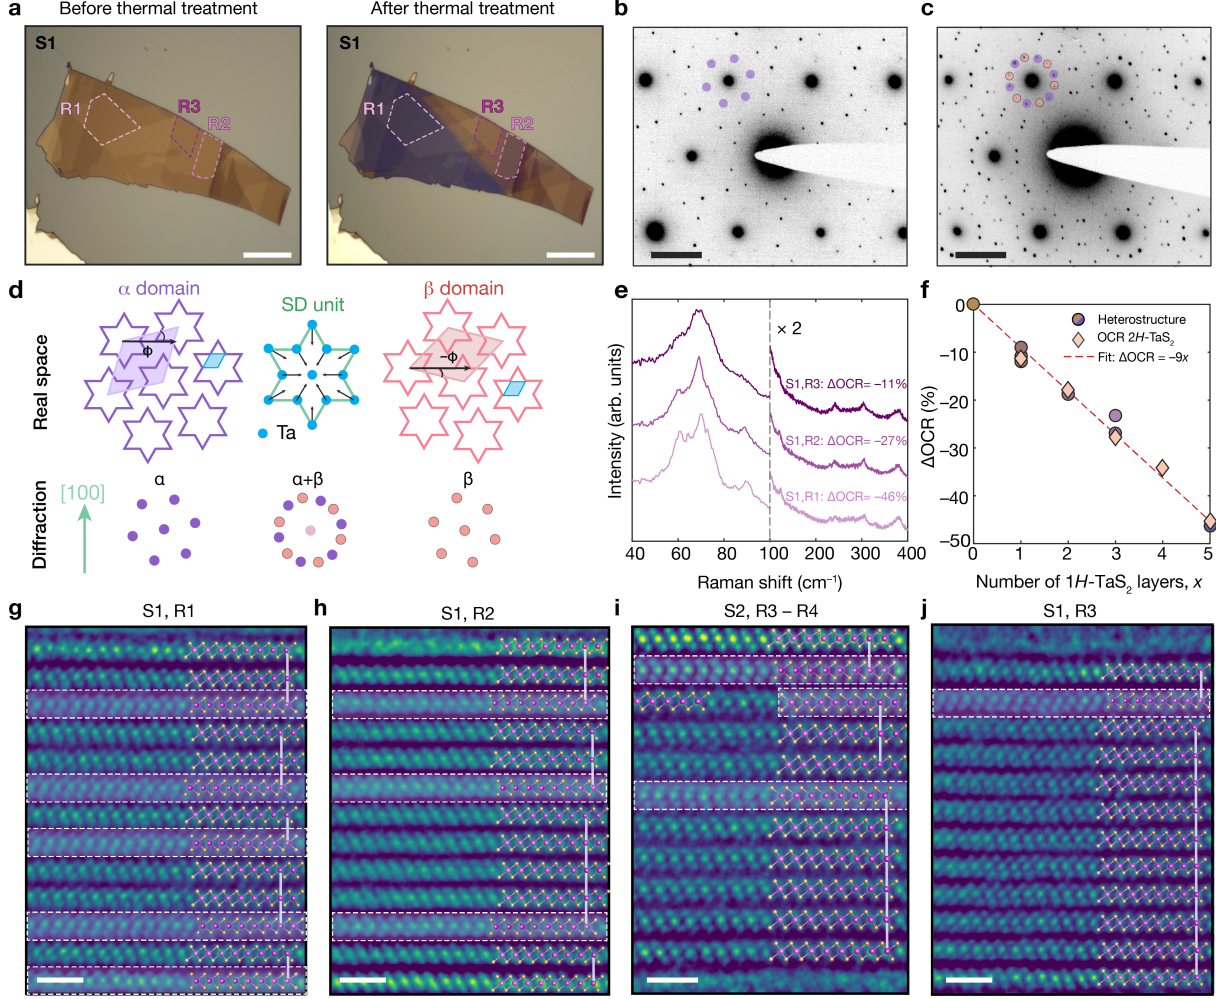 a
Before thermal treatment
After thermal treatment
b
c
S1
R1
R3
R2
S1
R1
R3
R2
d
α domain
SD unit
β domain
Real space
ϕ
−ϕ
Ta
Diffraction
[100]
α
α+β
β
e
Intensity (arb. units)
× 2
S1,R3: ΔOCR= −11%
S1,R2: ΔOCR= −27%
S1,R1: ΔOCR= −46%
40 60 80 100 200 300 400
Raman shift (cm⁻¹)
f
ΔOCR (%)
0
−10
−20
−30
−40
−50
Heterostructure
OCR 2H-TaS₂
Fit: ΔOCR = −9x
0 1 2 3 4 5
Number of 1H-TaS₂ layers, x
g
S1, R1
h
S1, R2
i
S2, R3 – R4
j
S1, R3